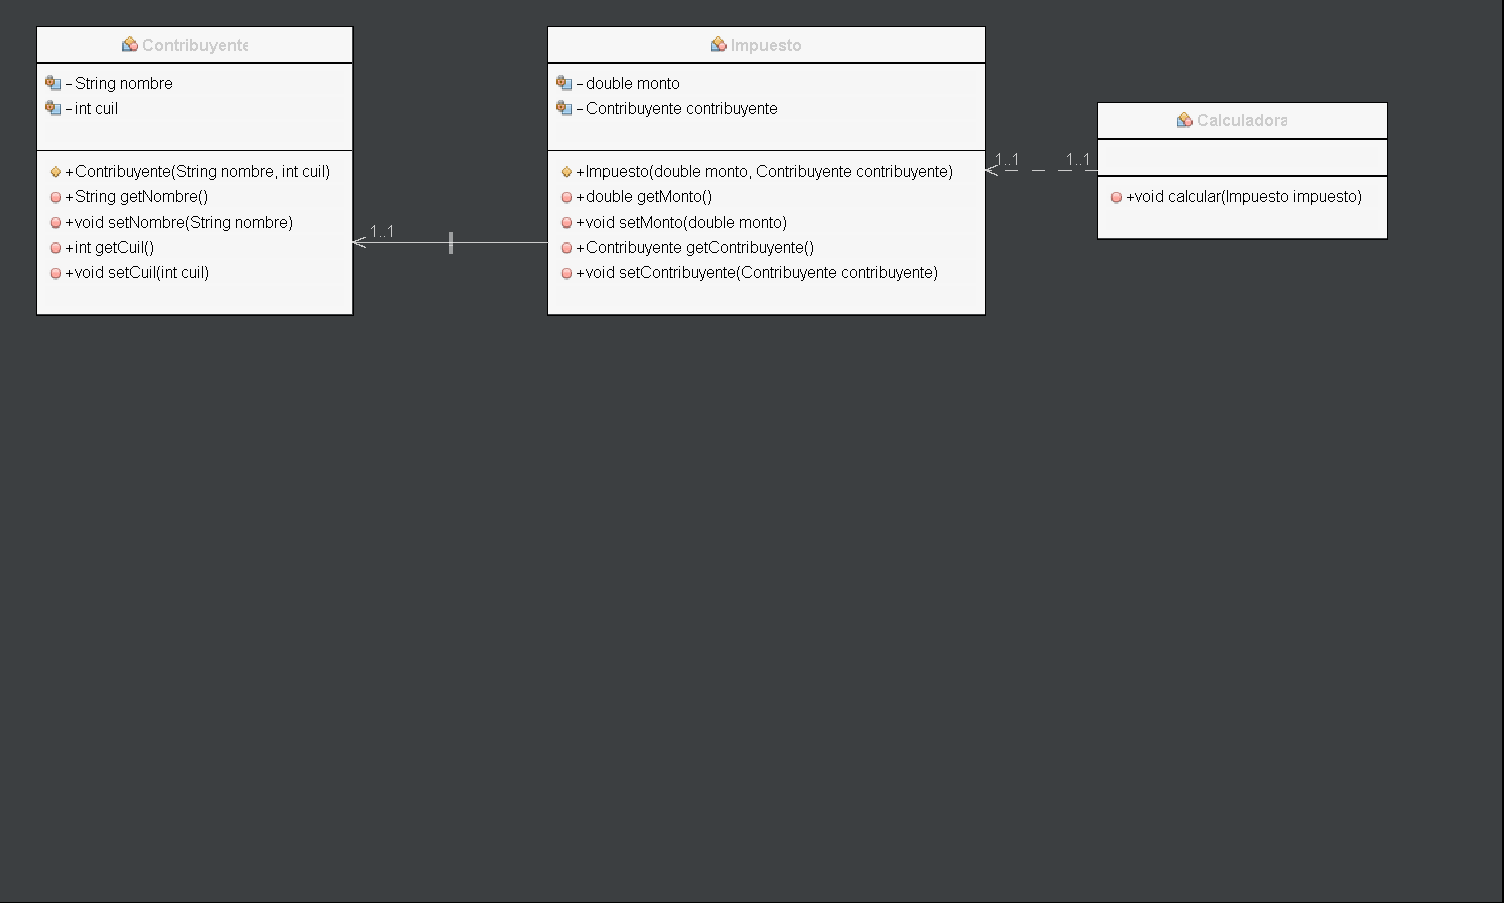 Contribuyente
- String nombre
- int cuil
+Contribuyente(String nombre, int cuil)
+String getNombre()
+void setNombre(String nombre)
+int getCuil()
+void setCuil(int cuil)
1..1
Impuesto
- double monto
- Contribuyente contribuyente
+Impuesto(double monto, Contribuyente contribuyente)
+double getMonto()
+void setMonto(double monto)
+Contribuyente getContribuyente()
+void setContribuyente(Contribuyente contribuyente)
1..1
1..1
Calculadora
+void calcular(Impuesto impuesto)